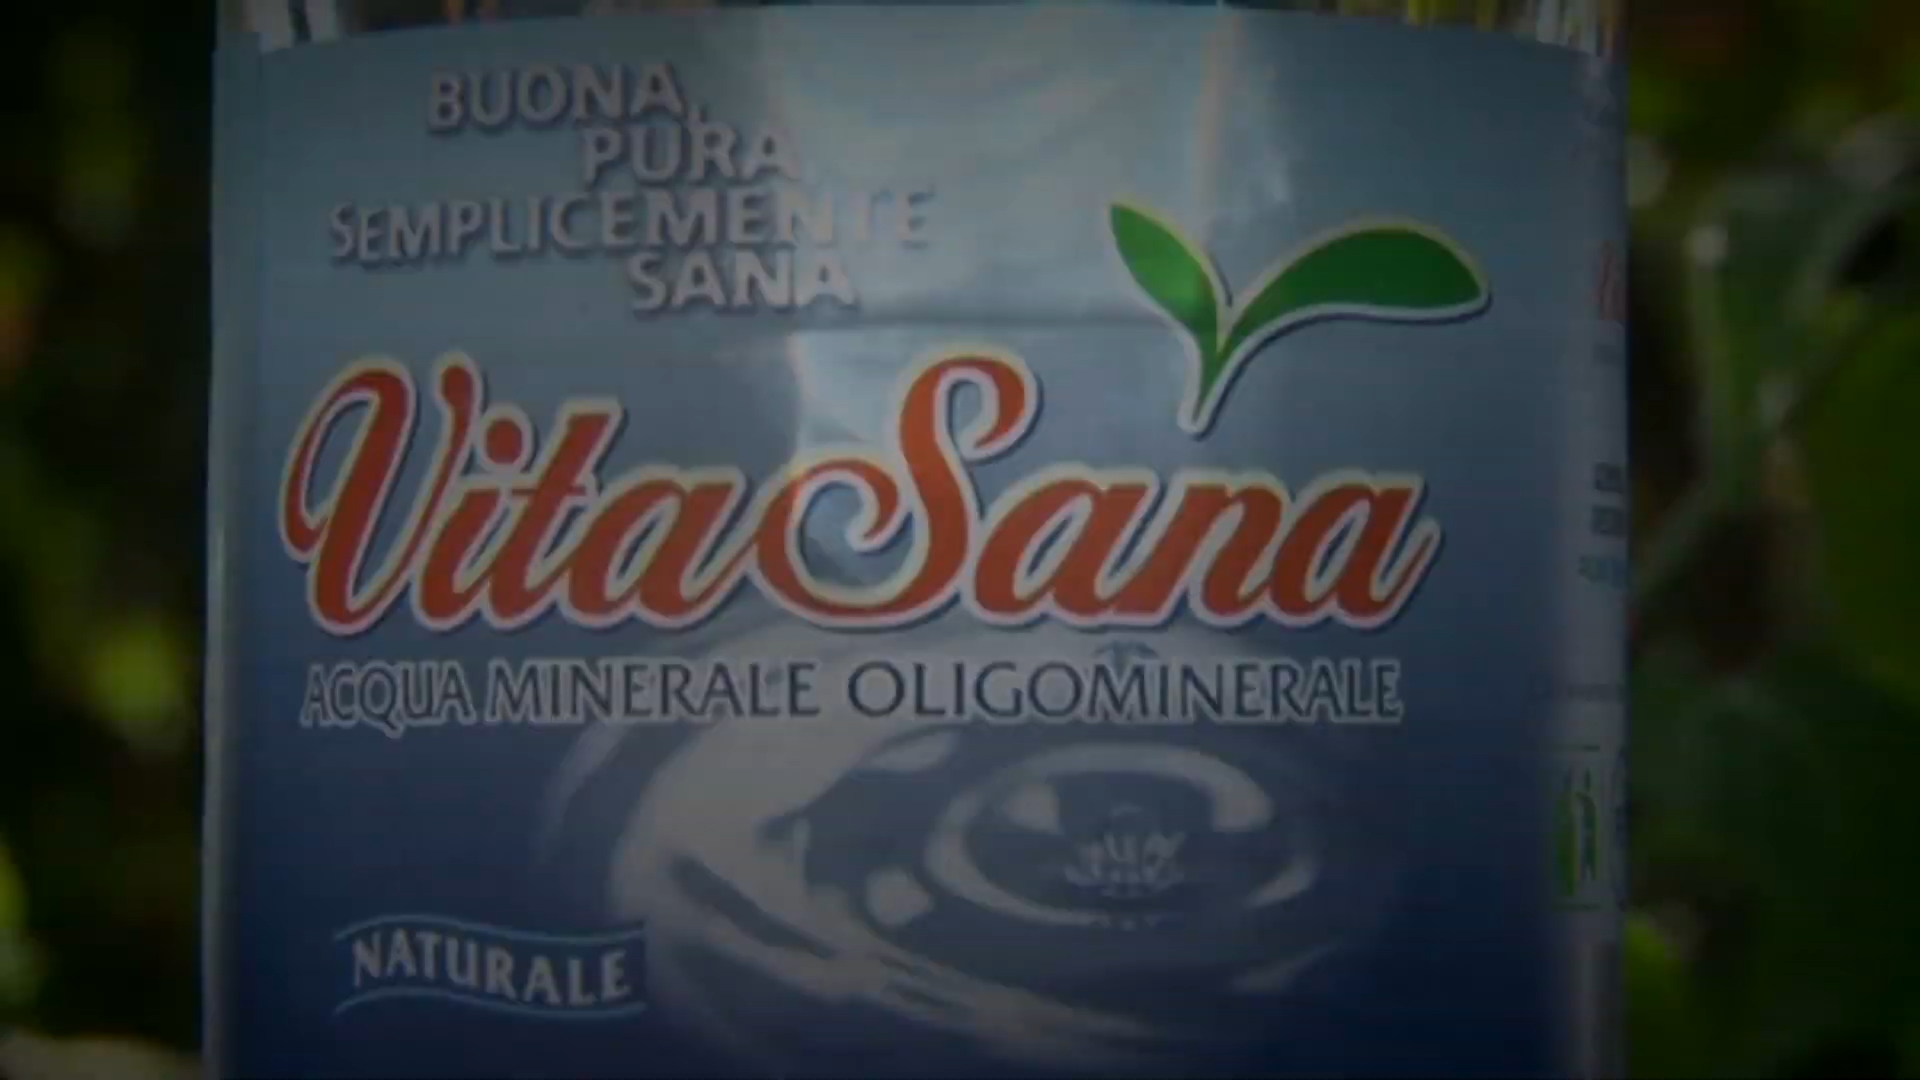 BUONA,
PURA
SEMPLICEMENTE
SANA
VitaSana
ACQUA MINERALE OLIGOMINERALE
NATURALE